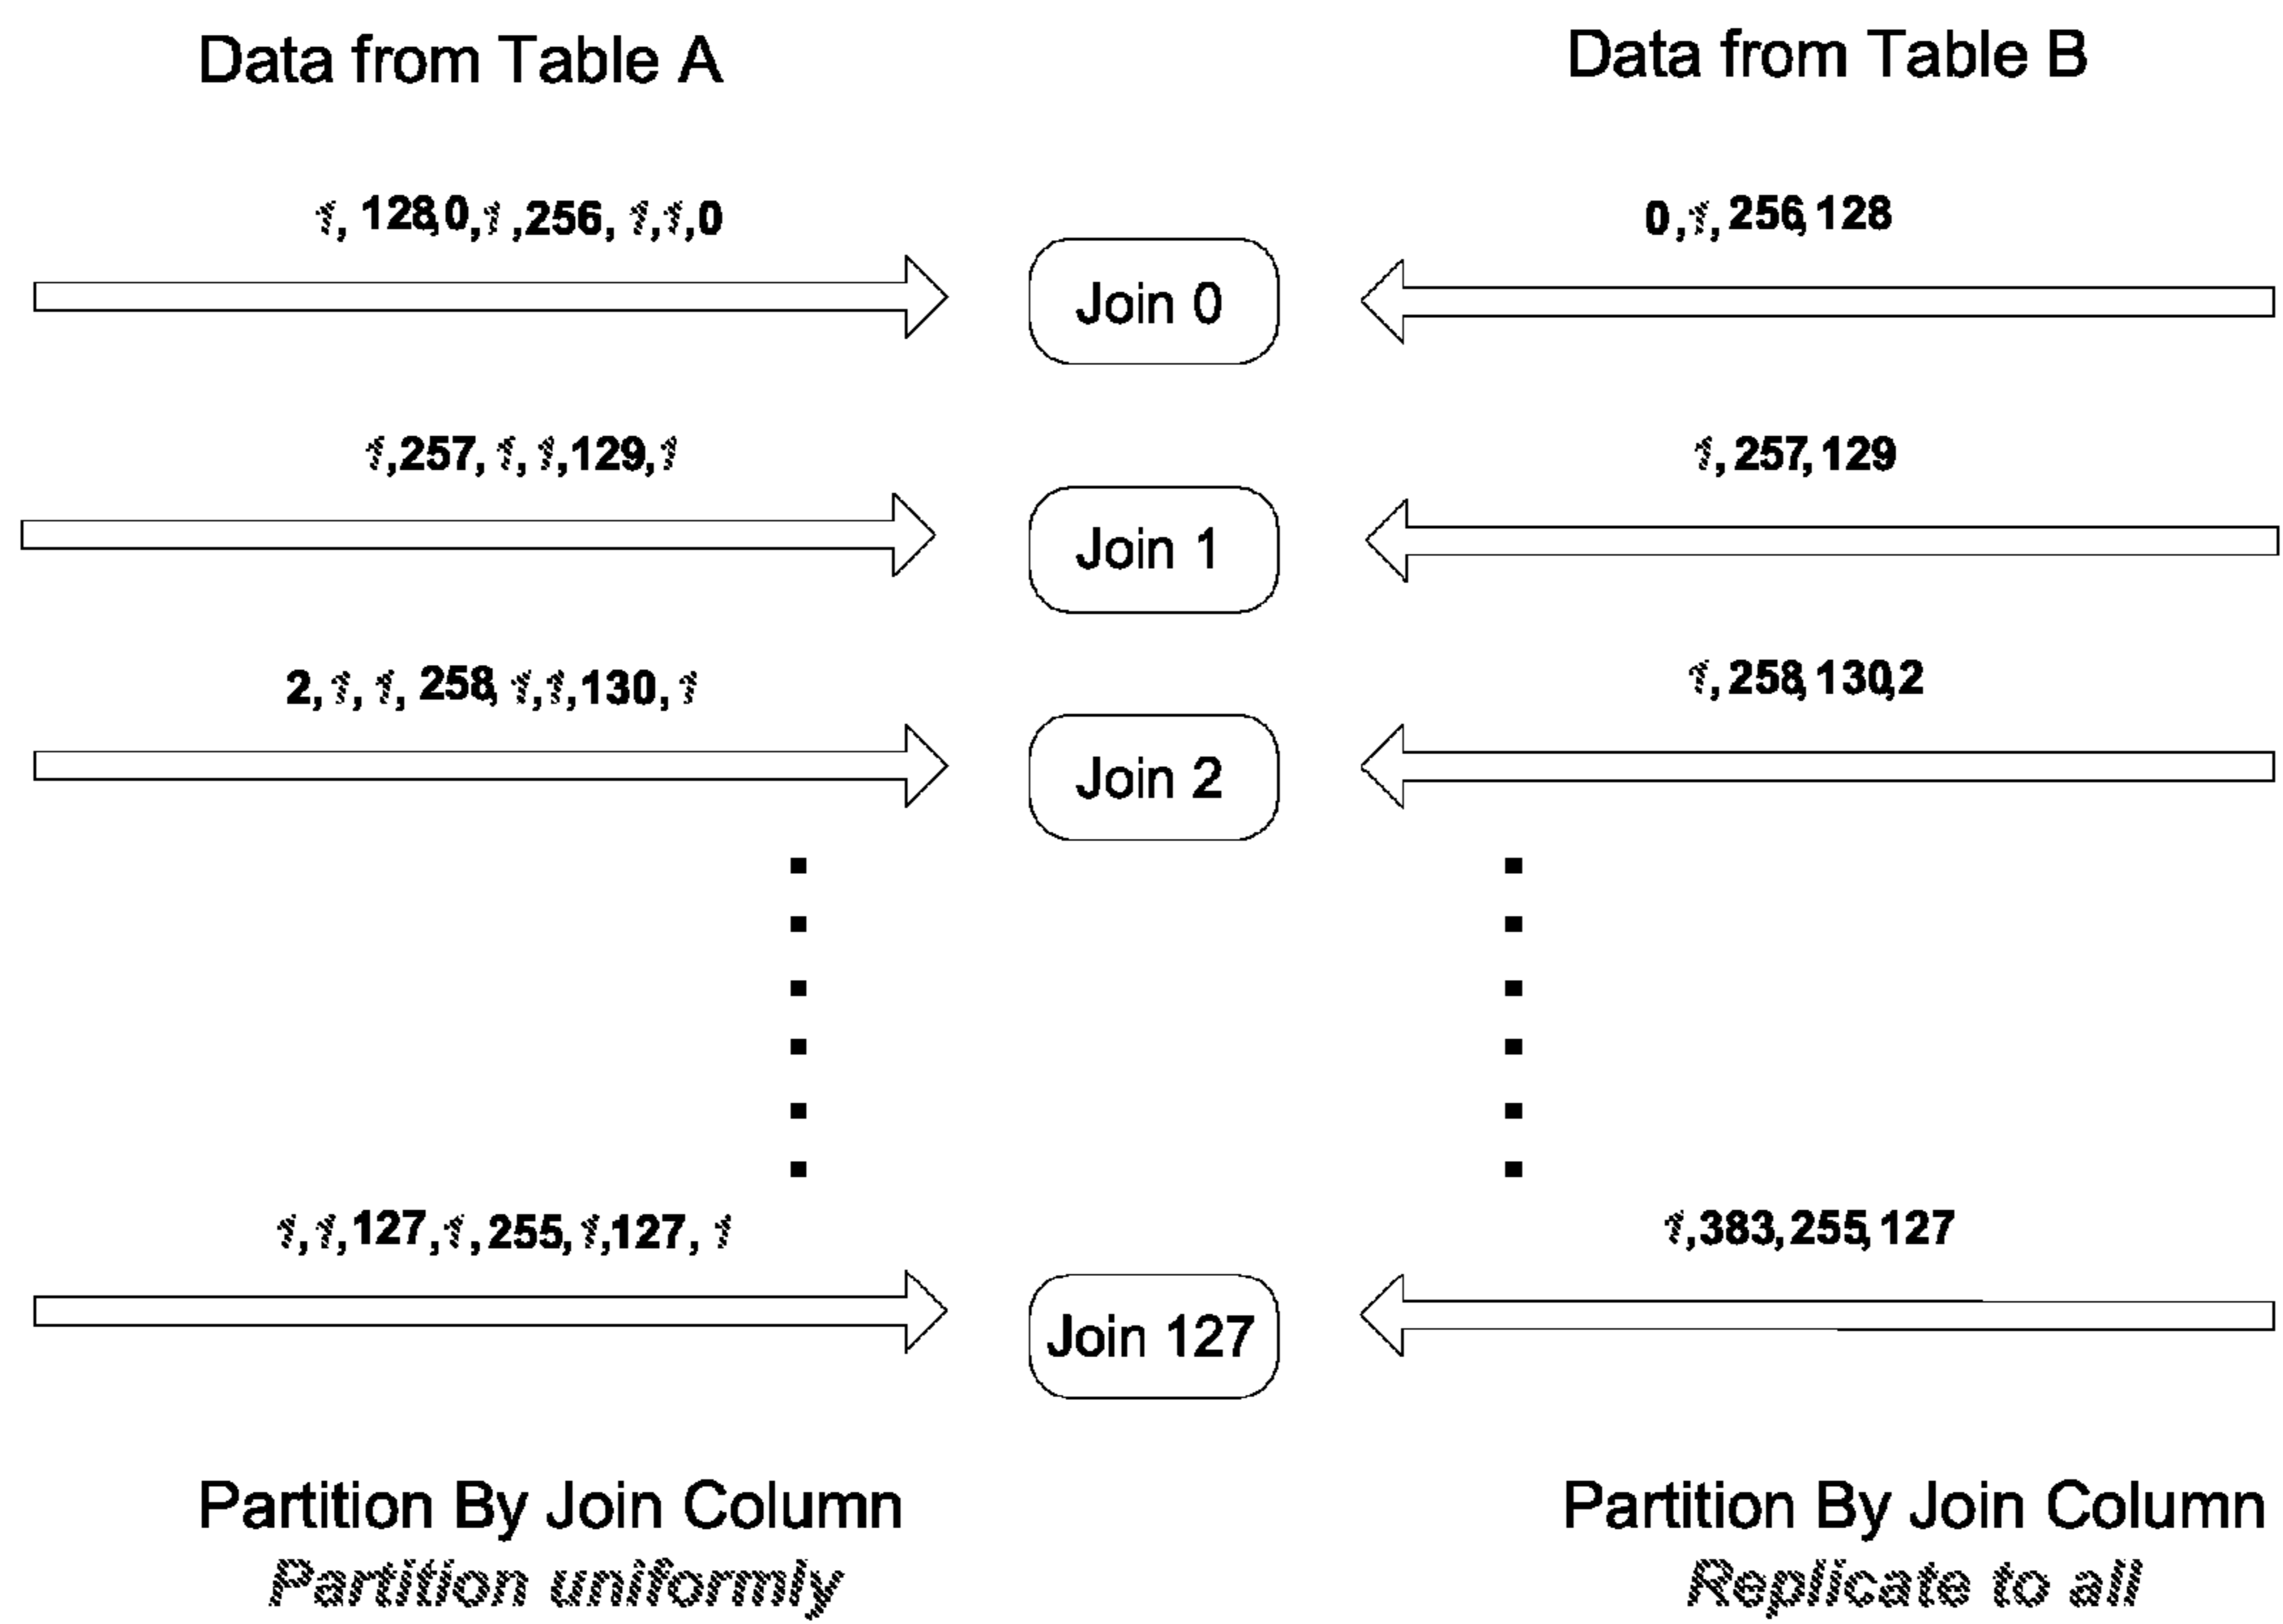 Data from Table A
Data from Table B
1, 128,0,1,256, 1,1,0
0,1,256,128
Join 0
1,257,1,1,129,1
1,257,129
Join 1
2,1,1,258,1,1,130,1
1,258,130,2
Join 2
1,1,127,1,255,1,127,1
1,383,255,127
Join 127
Partition By Join Column
Partition By Join Column
Partition uniformly
Replicate to all